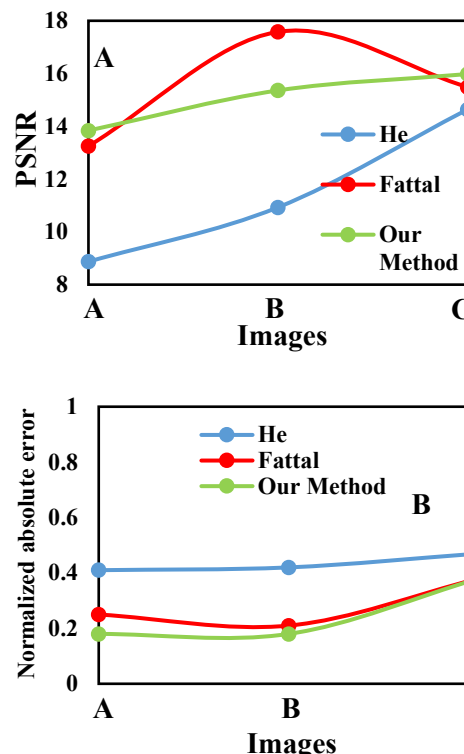 18
16
14
12
10
8
PSNR
A
He
Fattal
Our
Method
A B C
Images
1
0.8
0.6
0.4
0.2
0
Normalized absolute error
He
Fattal
Our Method
B
A B
Images